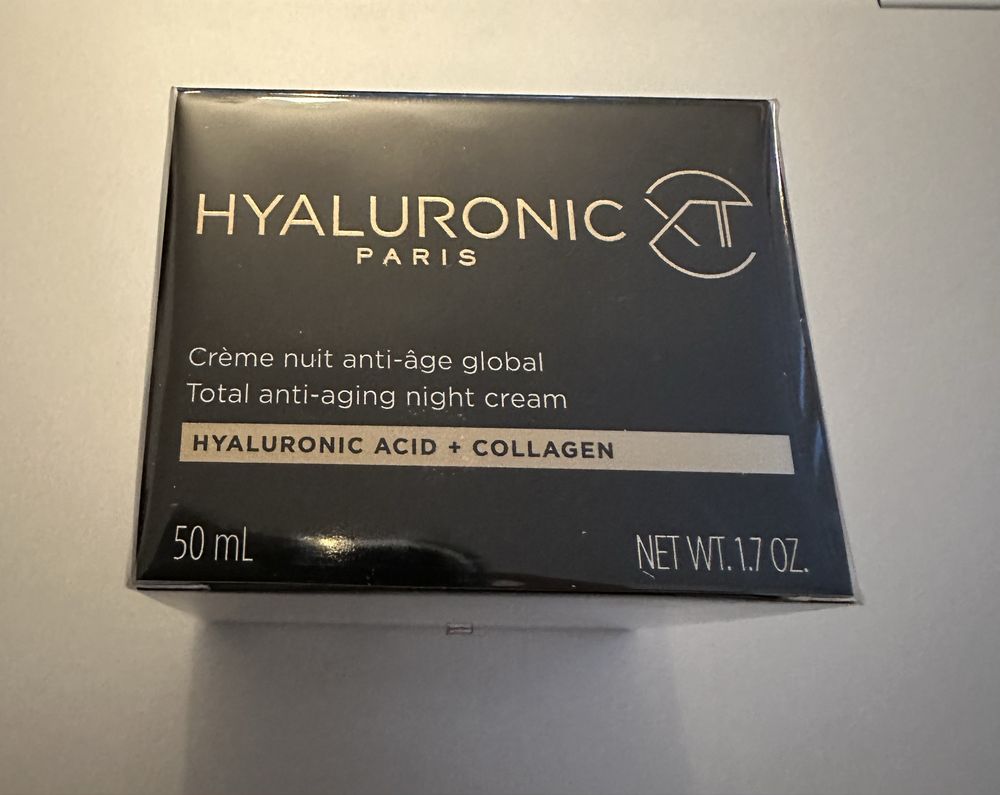 HYALURONIC XT
PARIS
Crème nuit anti-âge global
Total anti-aging night cream
HYALURONIC ACID + COLLAGEN
50 mL
NET WT. 1.7 OZ.